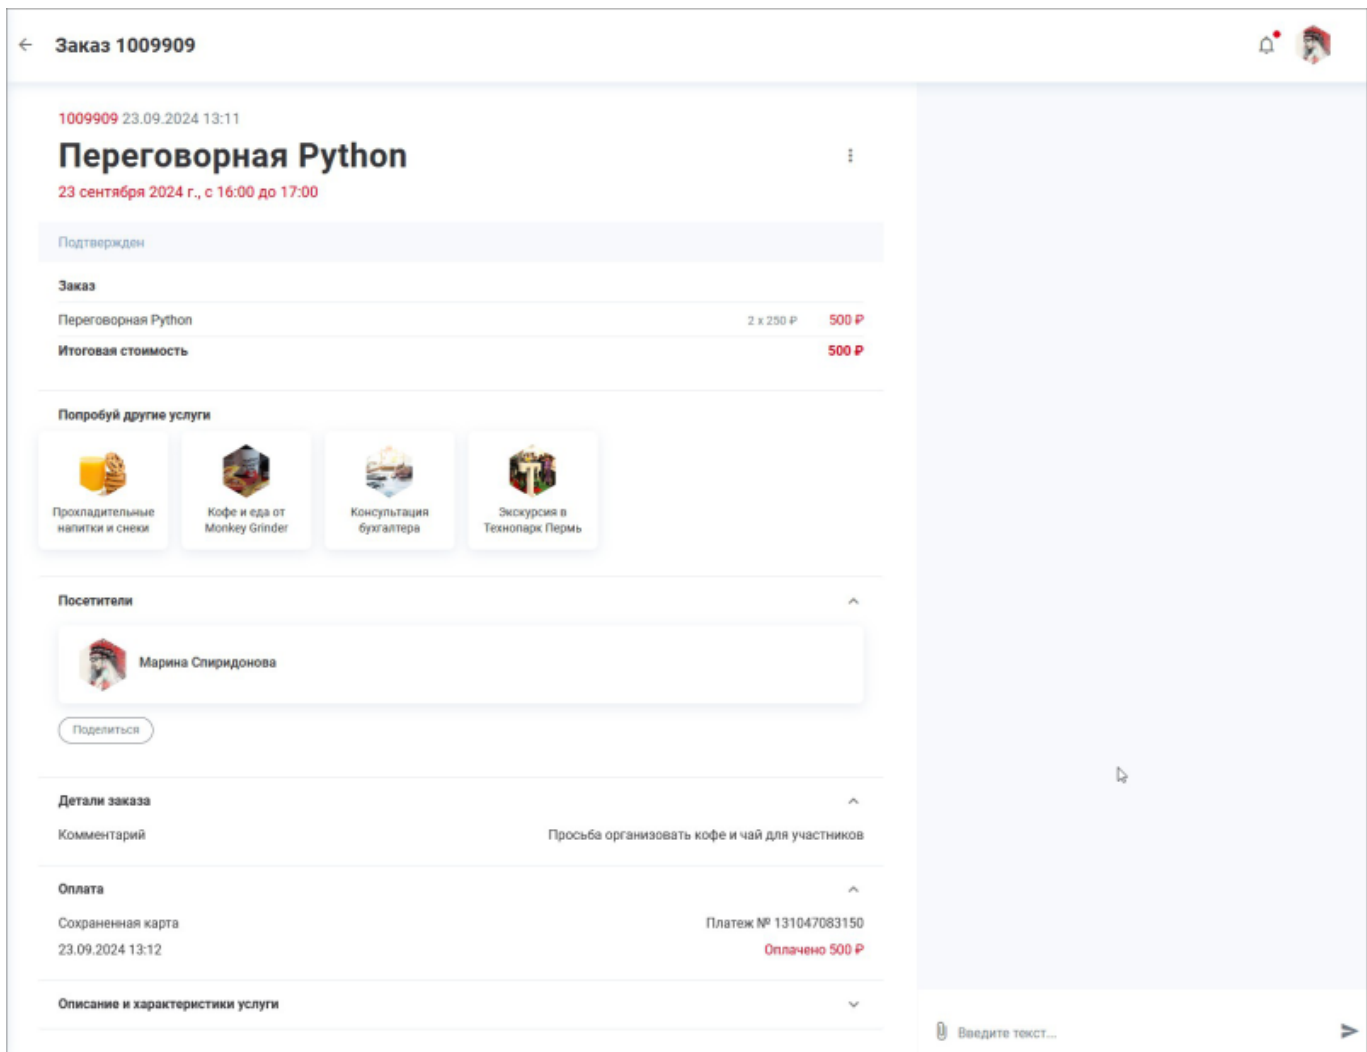 Заказ 1009909
1009909 23.09.2024 13:11
Переговорная Python
23 сентября 2024 г., с 16:00 до 17:00
Подтвержден
Заказ
Переговорная Python 2 x 250 ₽ 500 ₽
Итоговая стоимость 500 ₽
Попробуй другие услуги
Прохладительные напитки и снеки
Кофе и еда от Monkey Grinder
Консультация бухгалтера
Экскурсия в Технопарк Пермь
Посетители
Марина Спиридонова
Поделиться
Детали заказа
Комментарий Просьба организовать кофе и чай для участников
Оплата
Сохраненная карта Платеж № 131047083150
23.09.2024 13:12 Оплачено 500 ₽
Описание и характеристики услуги
Введите текст...